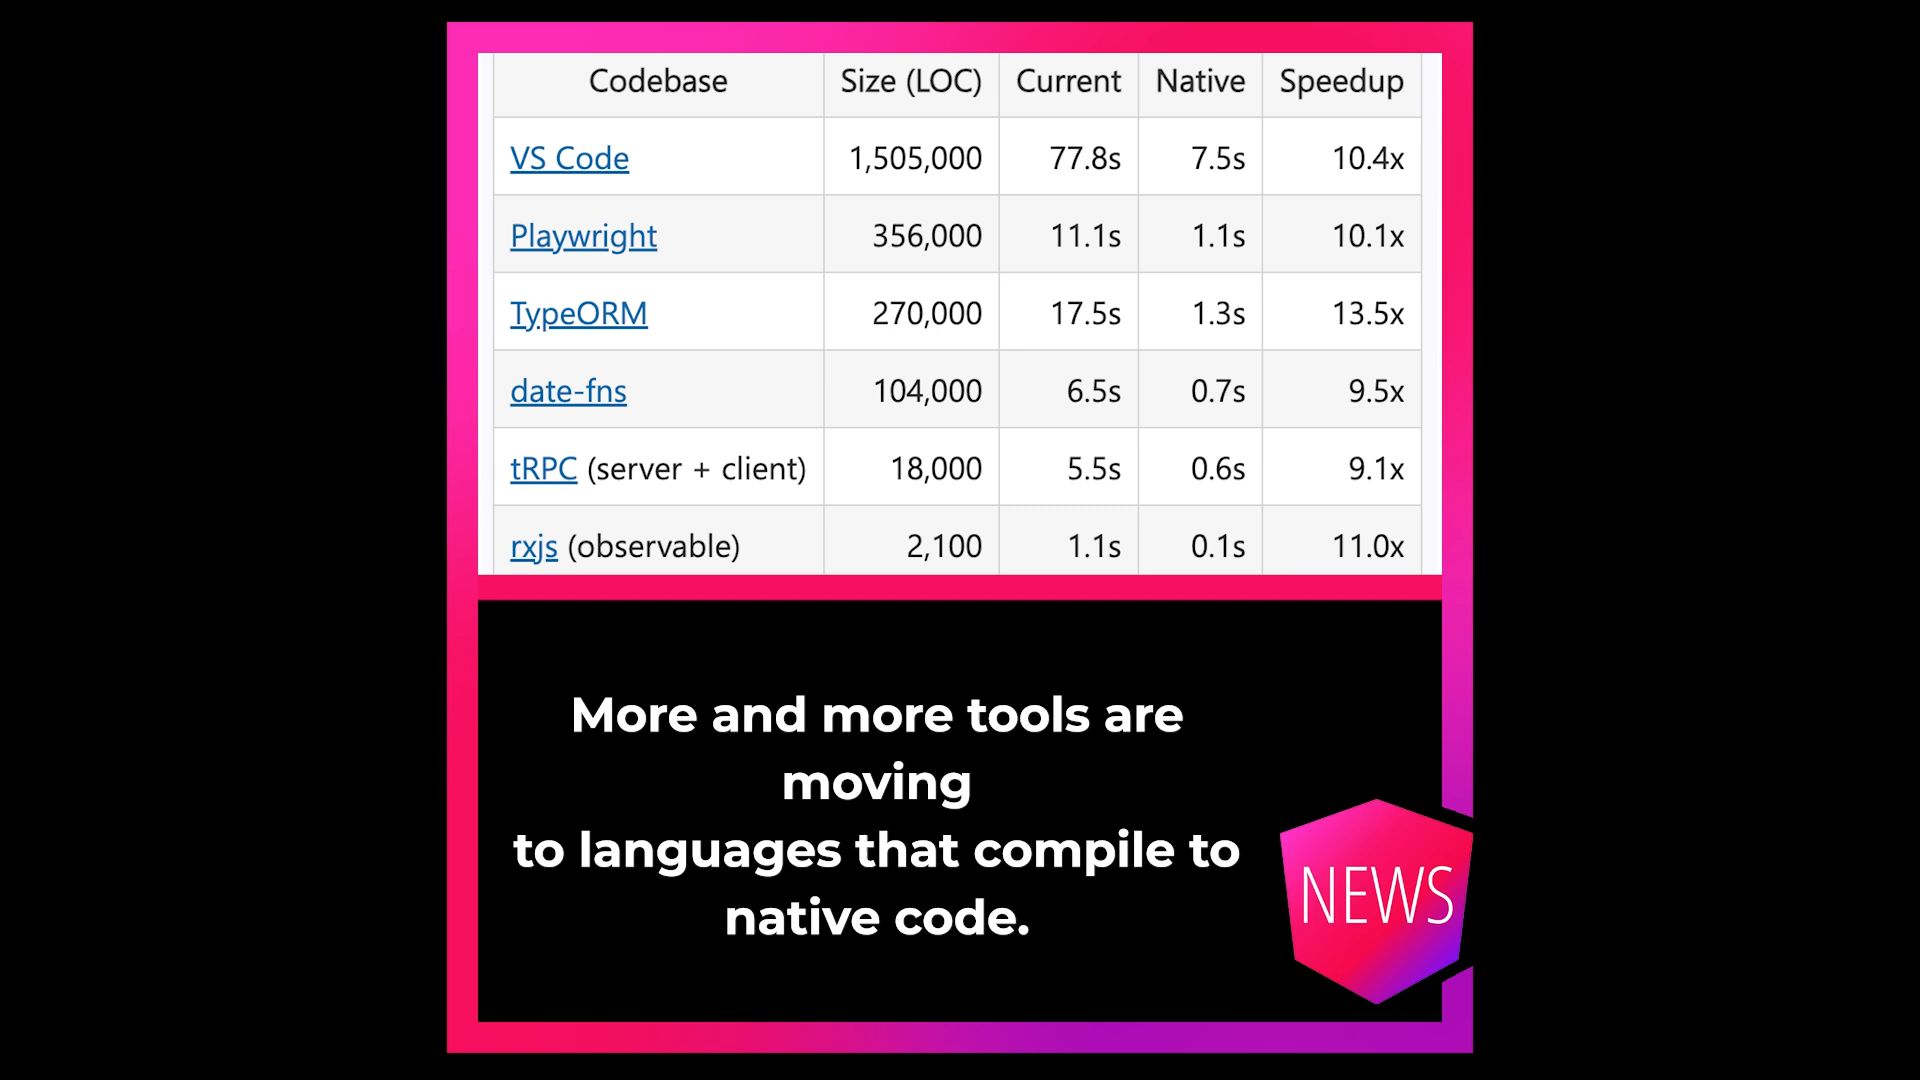 Codebase Size (LOC) Current Native Speedup
VS Code 1,505,000 77.8s 7.5s 10.4x
Playwright 356,000 11.1s 1.1s 10.1x
TypeORM 270,000 17.5s 1.3s 13.5x
date-fns 104,000 6.5s 0.7s 9.5x
tRPC (server + client) 18,000 5.5s 0.6s 9.1x
rxjs (observable) 2,100 1.1s 0.1s 11.0x
More and more tools are
moving
to languages that compile to
native code.
NEWS